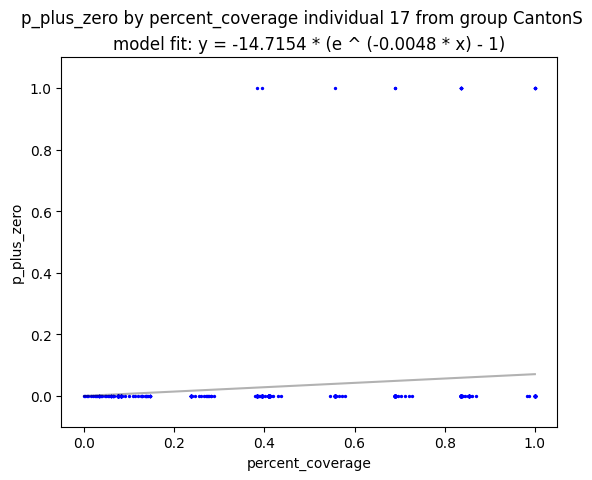 p_plus_zero by percent_coverage individual 17 from group CantonS
model fit: y = -14.7154 * (e ^ (-0.0048 * x) - 1)
1.0
0.8
0.6
0.4
0.2
0.0
p_plus_zero
0.0 0.2 0.4 0.6 0.8 1.0
percent_coverage